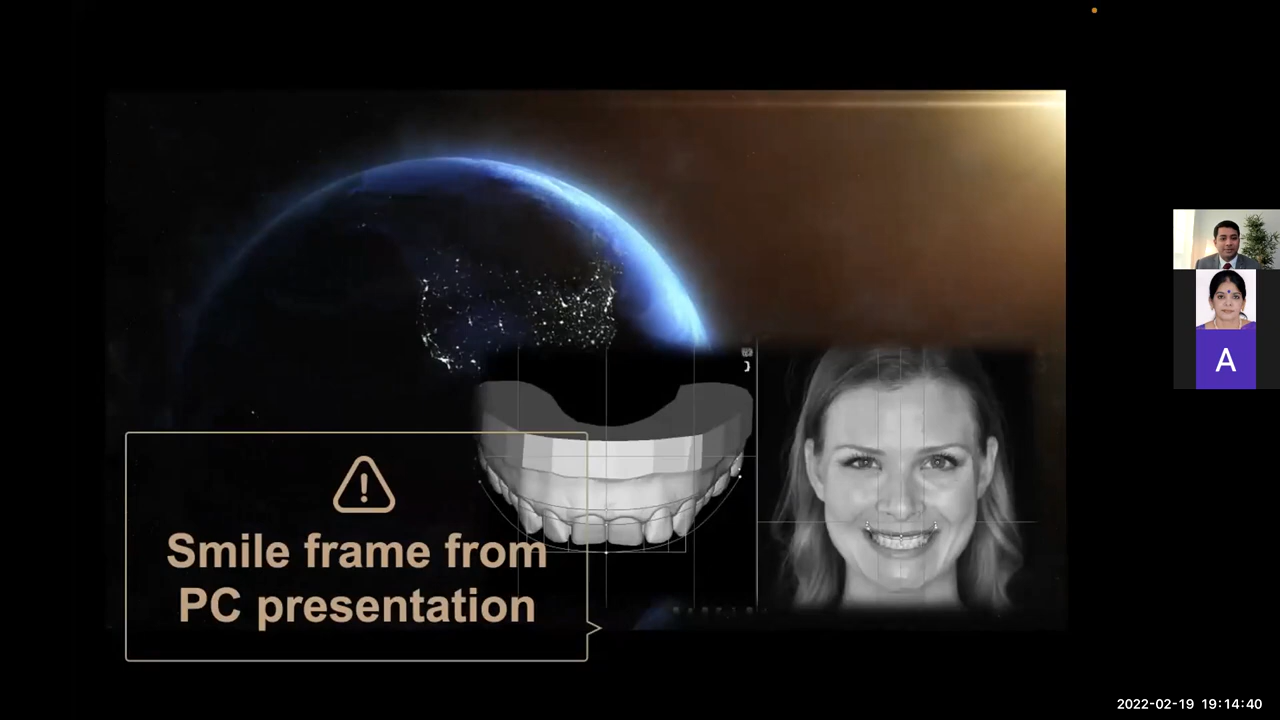 Smile frame from
PC presentation
A
2022-02-19 19:14:40